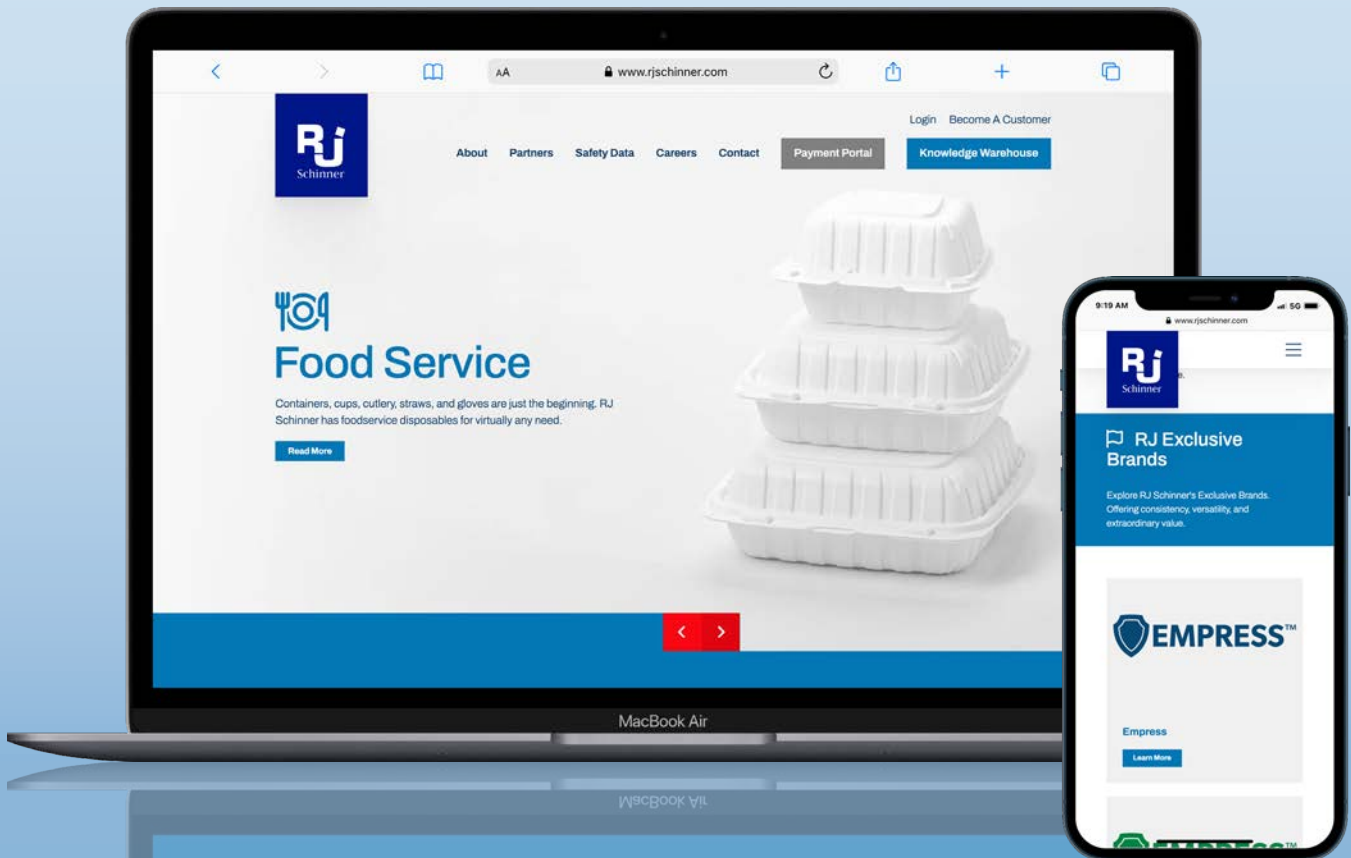 AA
www.rjschinner.com
RJ
Schinner
Login Become A Customer
About Partners Safety Data Careers Contact Payment Portal Knowledge Warehouse
Food Service
Containers, cups, cutlery, straws, and gloves are just the beginning. RJ
Schinner has foodservice disposables for virtually any need.
Read More
MacBook Air
9:19 AM
5G
www.rjschinner.com
RJ
Schinner
e.
RJ Exclusive
Brands
Explore RJ Schinner's Exclusive Brands.
Offering consistency, versatility, and
extraordinary value.
EMPRESS™
Empress
Learn More
EMPRESS™
MacBook Air